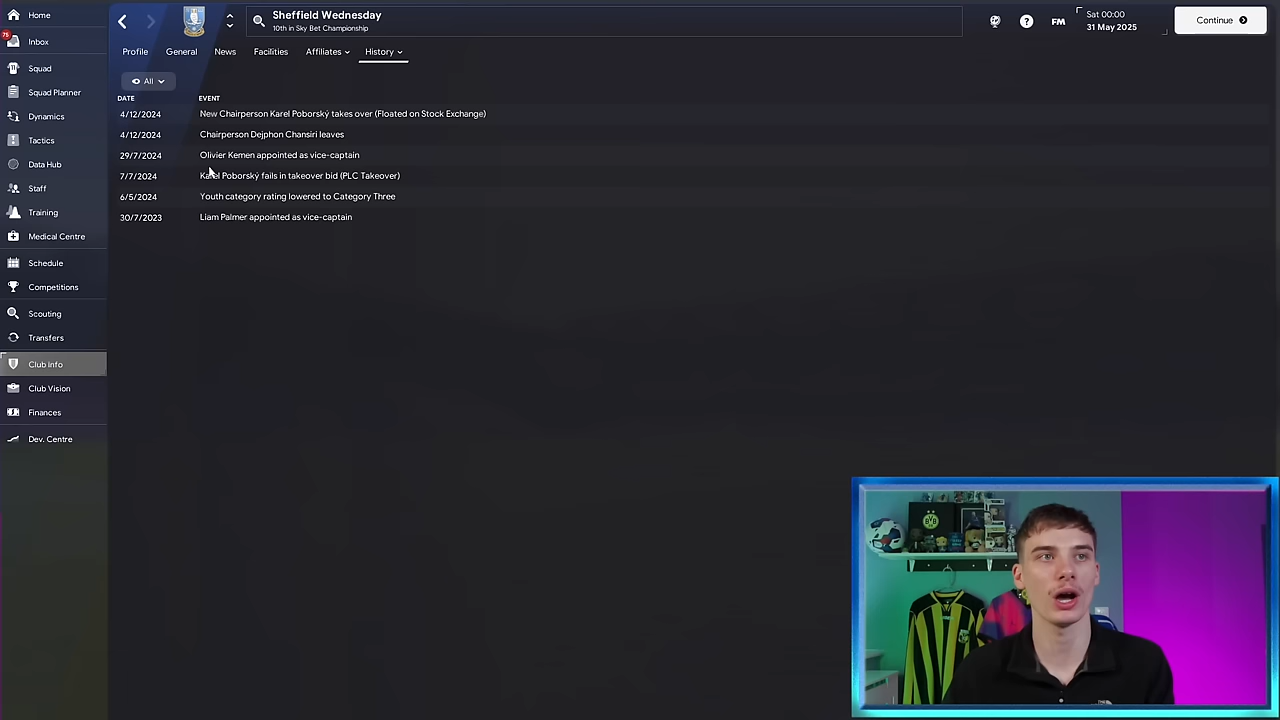 Home
75
Inbox
Squad
Squad Planner
Dynamics
Tactics
Data Hub
Staff
Training
Medical Centre
Schedule
Competitions
Scouting
Transfers
Club Info
Club Vision
Finances
Dev. Centre
Sheffield Wednesday
10th in Sky Bet Championship
?
FM
Sat 00:00
31 May 2025
Continue
Profile
General
News
Facilities
Affiliates
History
All
DATE EVENT
4/12/2024 New Chairperson Karel Poborský takes over (Floated on Stock Exchange)
4/12/2024 Chairperson Dejphon Chansiri leaves
29/7/2024 Olivier Kemen appointed as vice-captain
7/7/2024 Karel Poborský fails in takeover bid (PLC Takeover)
6/5/2024 Youth category rating lowered to Category Three
30/7/2023 Liam Palmer appointed as vice-captain
BVB
09